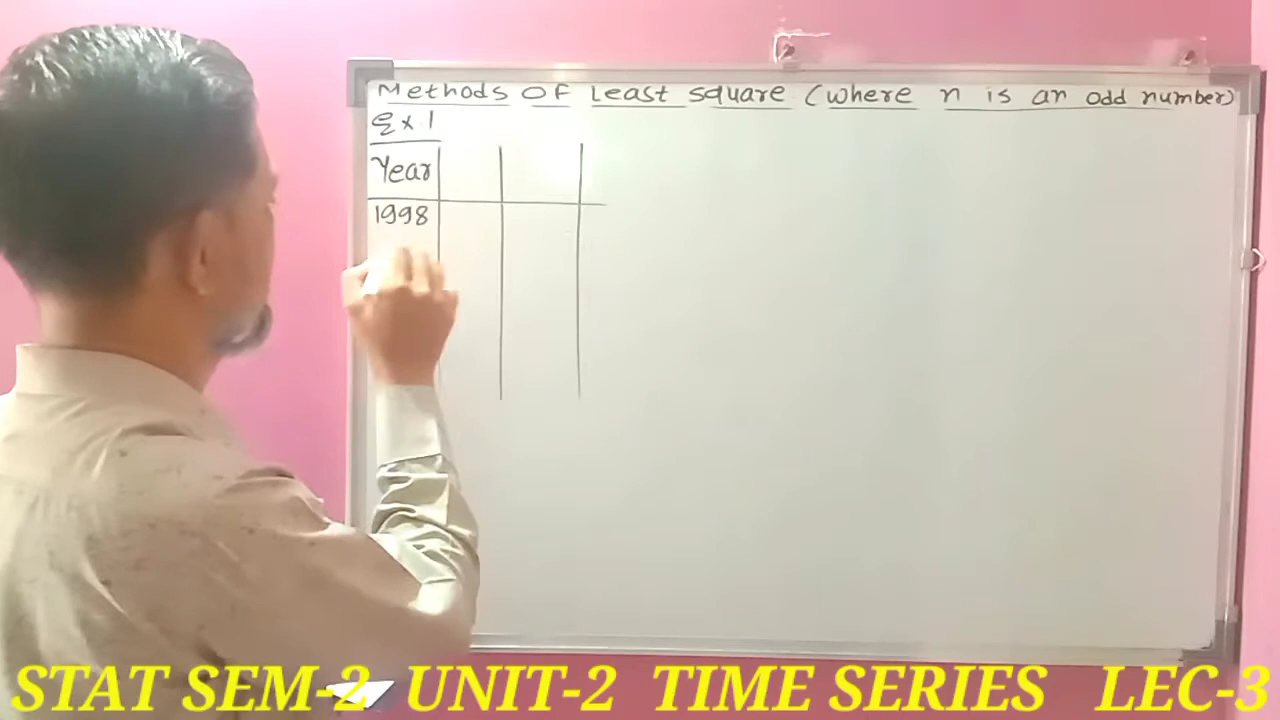 Methods OF Least square (where n is an odd number)
Ex 1
Year
1998
STAT SEM-2 UNIT-2 TIME SERIES LEC-3